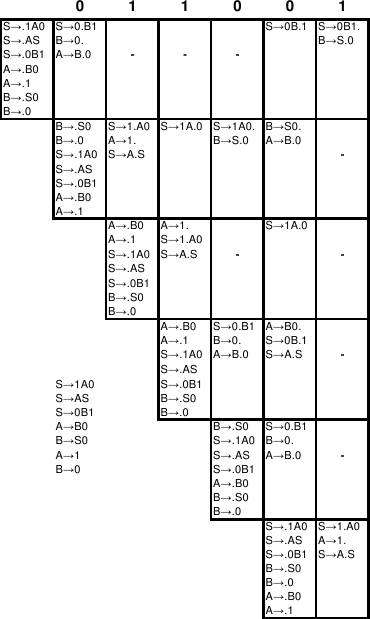 0 1 1 0 0 1
S→.1A0
S→.AS
S→.0B1
A→.B0
A→.1
B→.S0
B→.0
S→0.B1
B→0.
A→B.0
-
-
-
S→0B.1
S→0B1.
B→S.0
B→.S0
B→.0
S→.1A0
S→.AS
S→.0B1
A→.B0
A→.1
S→1.A0
A→1.
S→A.S
S→1A.0
S→1A0.
B→S.0
B→S0.
A→B.0
-
A→.B0
A→.1
S→.1A0
S→.AS
S→.0B1
B→.S0
B→.0
A→1.
S→1.A0
S→A.S
-
S→1A.0
-
A→.B0
A→.1
S→.1A0
S→.AS
S→.0B1
B→.S0
B→.0
S→0.B1
B→0.
A→B.0
A→B0.
S→0B.1
S→A.S
-
S→1A0
S→AS
S→0B1
A→B0
B→S0
A→1
B→0
B→.S0
S→.1A0
S→.AS
S→.0B1
A→.B0
B→.S0
B→.0
S→0.B1
B→0.
A→B.0
-
S→.1A0
S→.AS
S→.0B1
B→.S0
B→.0
A→.B0
A→.1
S→1.A0
A→1.
S→A.S